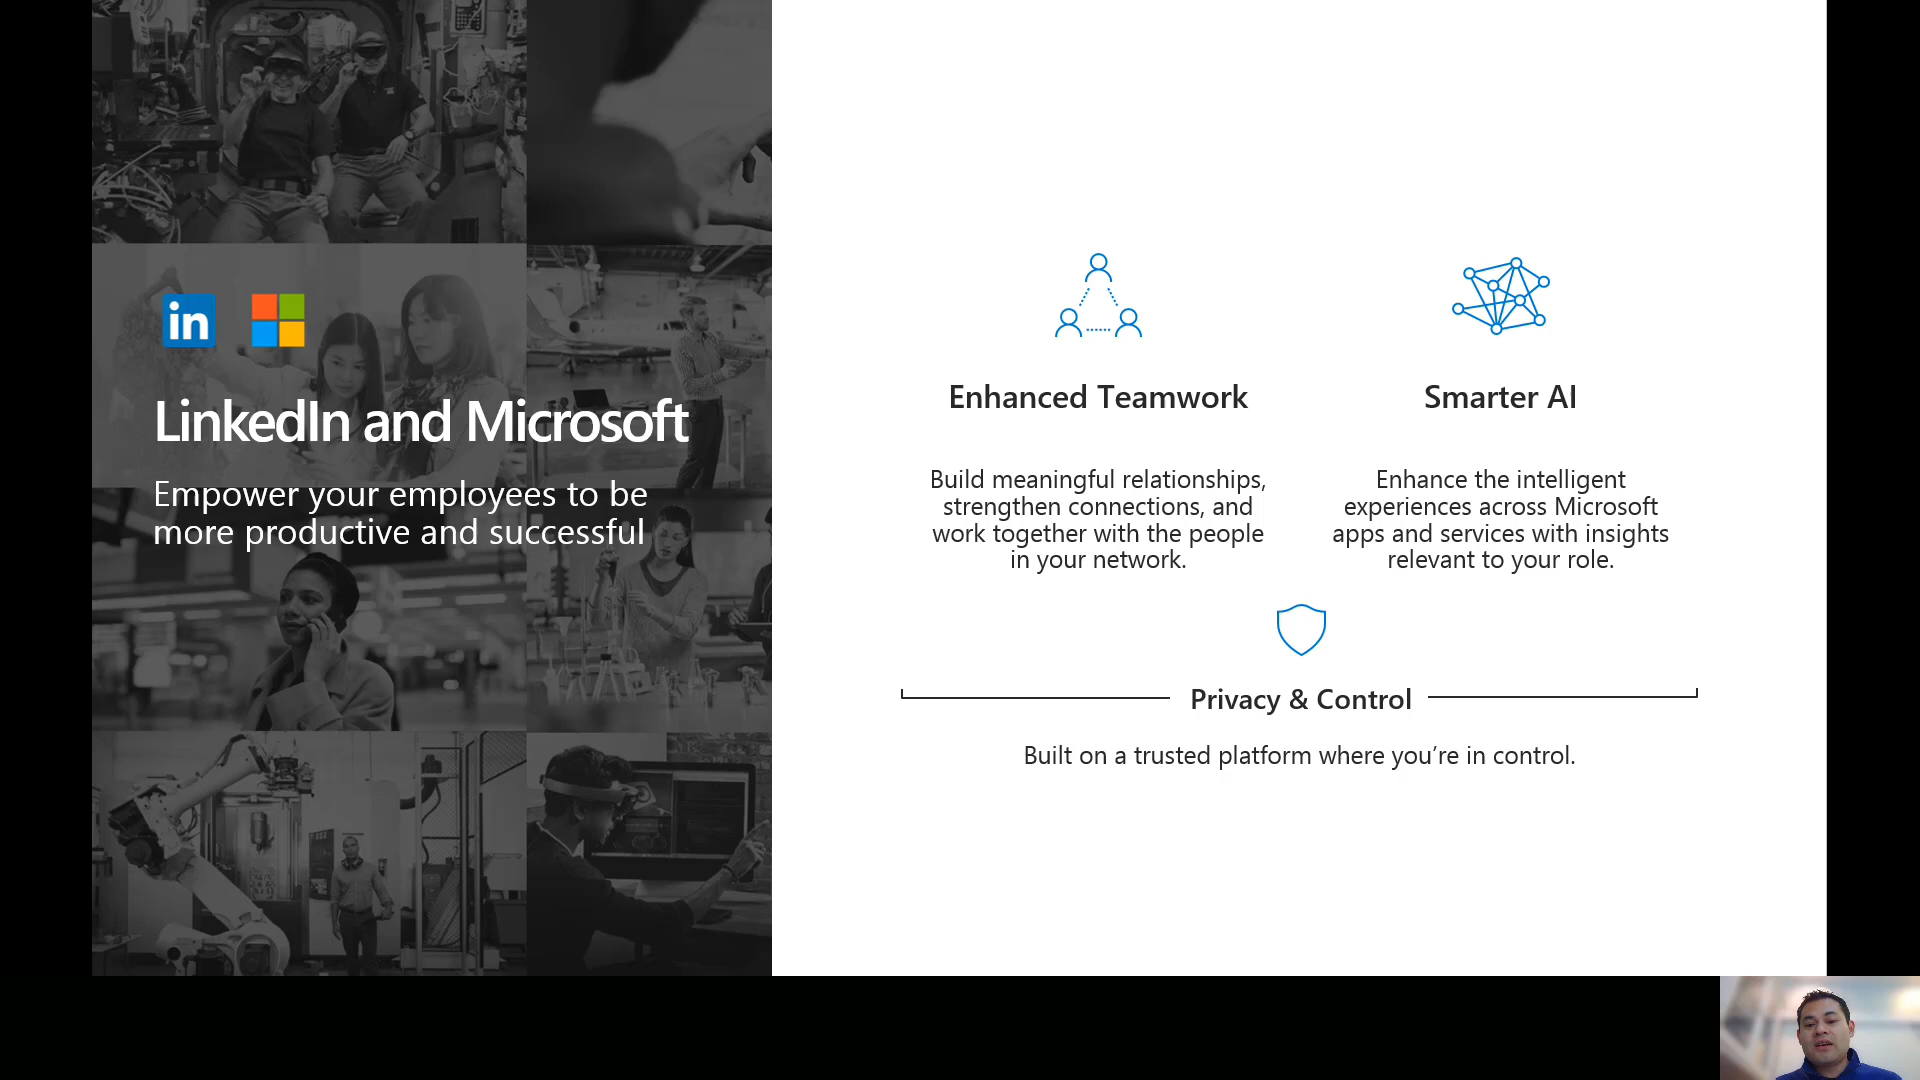 in
LinkedIn and Microsoft
Empower your employees to be
more productive and successful
Enhanced Teamwork
Build meaningful relationships,
strengthen connections, and
work together with the people
in your network.
Smarter AI
Enhance the intelligent
experiences across Microsoft
apps and services with insights
relevant to your role.
Privacy & Control
Built on a trusted platform where you’re in control.